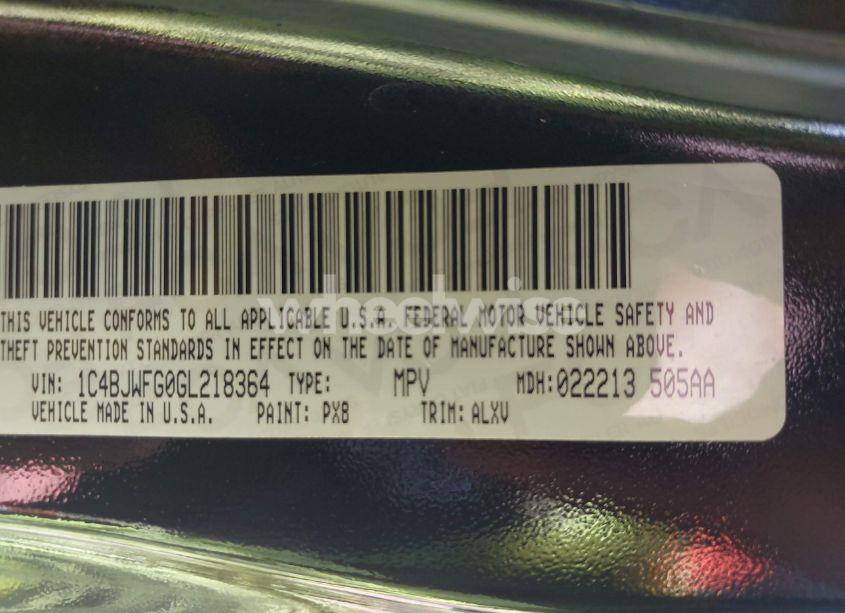 THIS VEHICLE CONFORMS TO ALL APPLICABLE U.S.A. FEDERAL MOTOR VEHICLE SAFETY AND
THEFT PREVENTION STANDARDS IN EFFECT ON THE DATE OF MANUFACTURE SHOWN ABOVE.
VIN: 1C4BJWFG0GL218364 TYPE: MPV MDH:022213 505AA
VEHICLE MADE IN U.S.A. PAINT: PX8 TRIM: ALXV
wheelwise